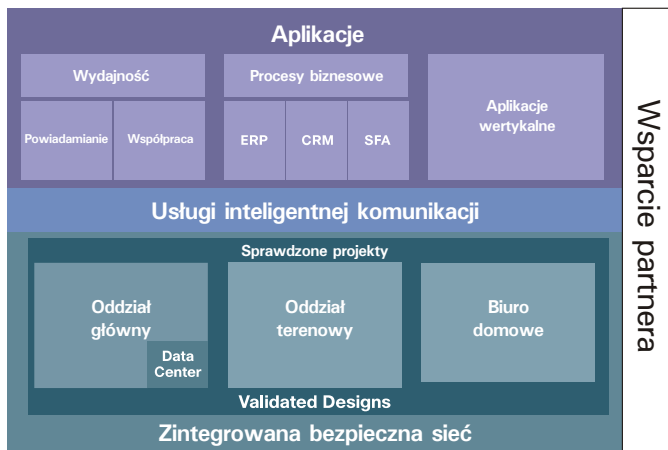 Aplikacje
Wydajność
Procesy biznesowe
Aplikacje
wertykalne
Powiadamianie
Współpraca
ERP
CRM
SFA
Usługi inteligentnej komunikacji
Sprawdzone projekty
Oddział
główny
Data
Center
Oddział
terenowy
Biuro
domowe
Validated Designs
Zintegrowana bezpieczna sieć
Wsparcie partnera